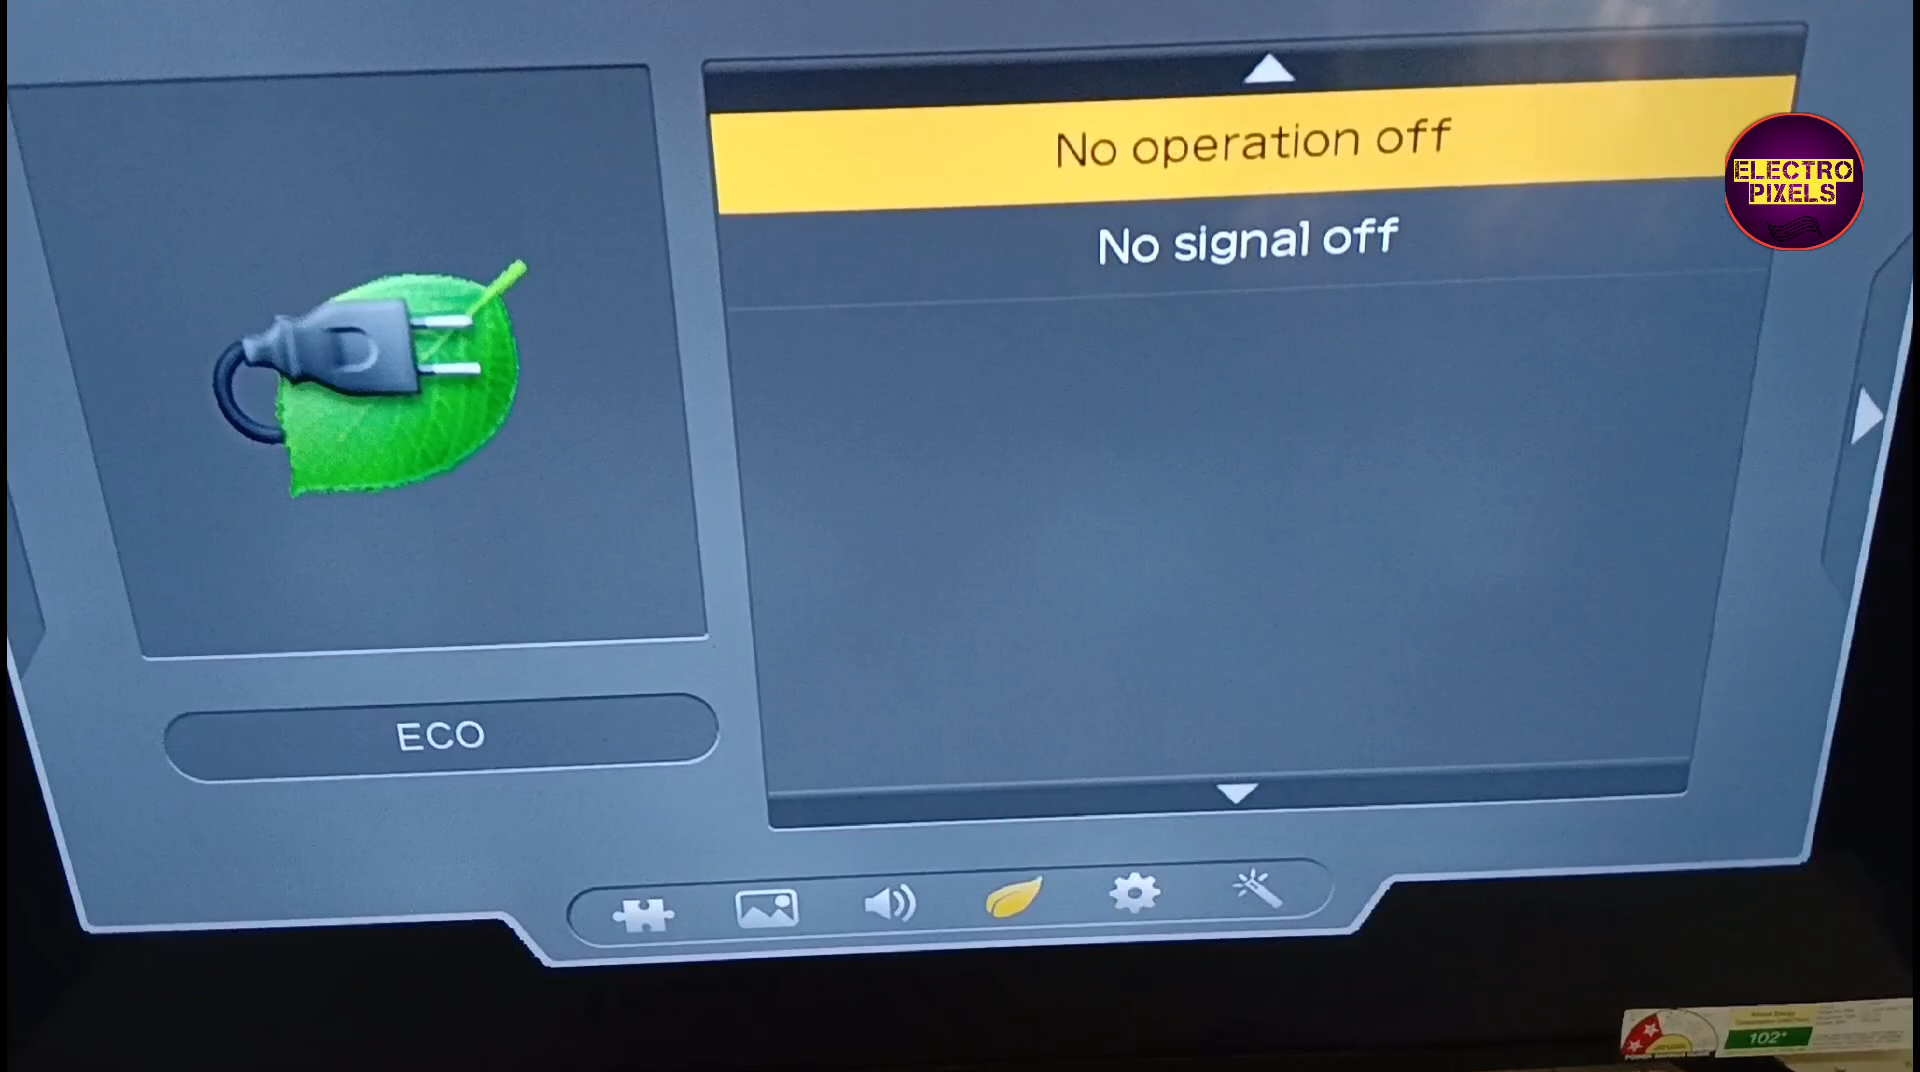 No operation off
ELECTRO
PIXELS
No signal off
ECO
102*